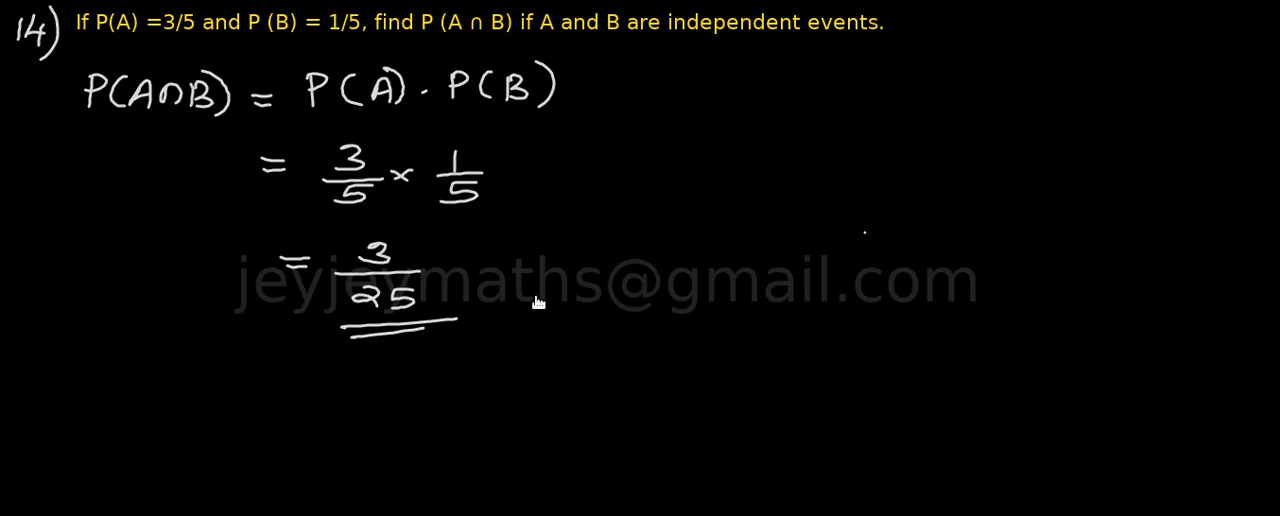 14) If P(A) =3/5 and P (B) = 1/5, find P (A ∩ B) if A and B are independent events.
P(A∩B) = P(A) . P(B)
= 3/5 × 1/5
= 3/25
jeyjeymaths@gmail.com